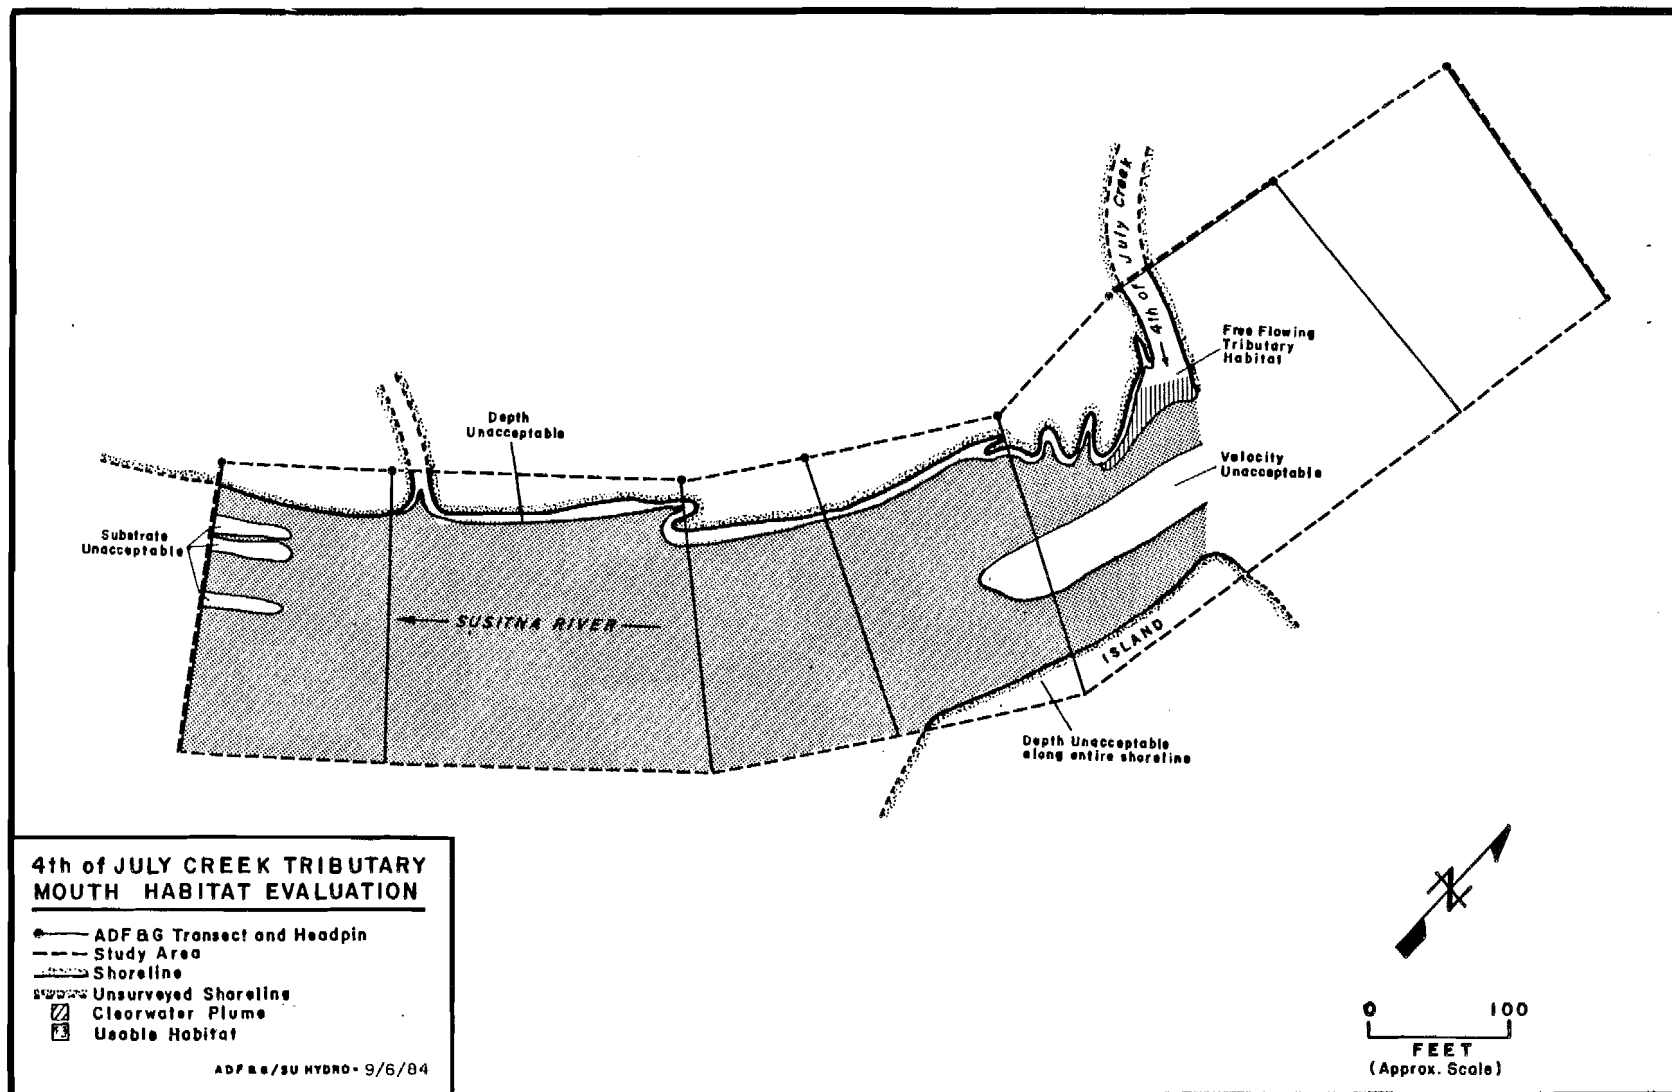 4th of July Creek
Free Flowing
Tributary
Habitat
Depth
Unacceptable
Velocity
Unacceptable
Substrate
Unacceptable
SUSITNA RIVER
ISLAND
Depth Unacceptable
along entire shoreline
4th of JULY CREEK TRIBUTARY
MOUTH HABITAT EVALUATION
ADF&G Transect and Headpin
Study Area
Shoreline
Unsurveyed Shoreline
Clearwater Plume
Usable Habitat
ADF&G/SU HYDRO- 9/6/84
N
0 100
FEET
(Approx. Scale)